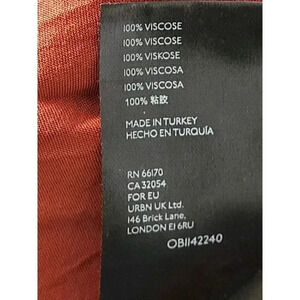 100% VISCOSE
100% VISCOSE
100% VISKOSE
100% VISCOSA
100% VISCOSA
100% 粘胶
MADE IN TURKEY
HECHO EN TURQUÍA
RN 66170
CA 32054
FOR EU
URBN UK Ltd.
146 Brick Lane,
LONDON E1 6RU
OB1142240